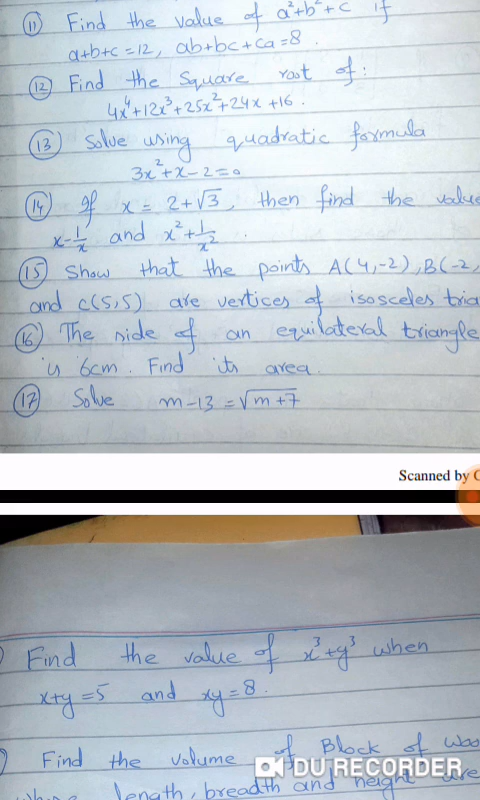 (11) Find the value of a²+b²+c if
a+b+c=12, ab+bc+ca=8.
(12) Find the Square root of:
4x⁴+12x³+25x²+24x+16.
(13) Solve using quadratic formula
3x²+x-2=0
(14) If x = 2+√3, then find the value
x-1/x and x²+1/x².
(15) Show that the points A(4,-2), B(-2,
and C(5,5) are vertices of isosceles tria
(16) The side of an equilateral triangle
is 6cm. Find its area.
(17) Solve m-13=√m+7
Scanned by C
Find the value of x³+y³ when
x+y=5 and xy=8.
Find the volume of Block of
length, breadth and height are
DU RECORDER